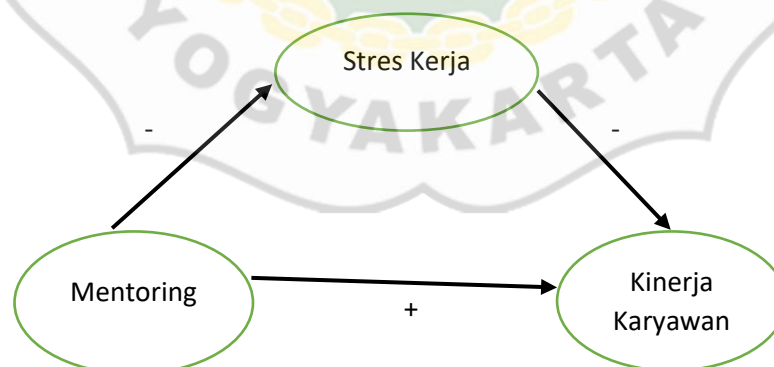 Stres Kerja
YOGYAKARTA
-
-
Mentoring
+
Kinerja
Karyawan